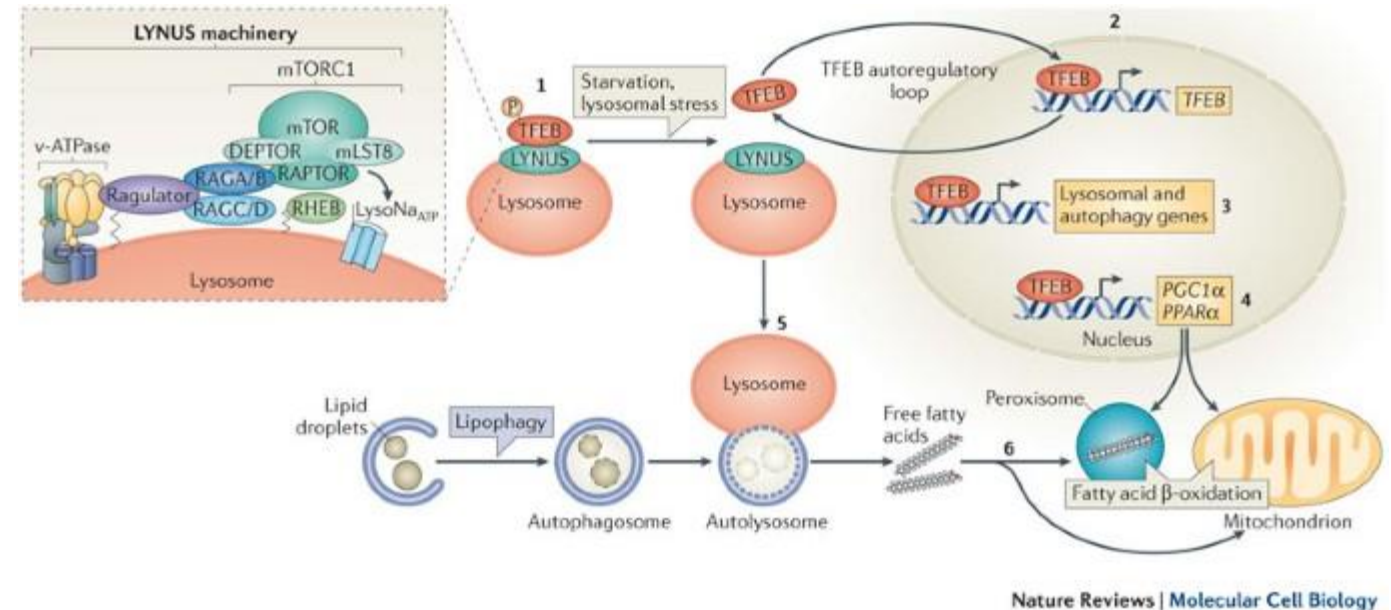 LYNUS machinery
mTORC1
mTOR
DEPTOR
mLST8
v-ATPase
RAGA/B
RAPTOR
Ragulator
RAGC/D
RHEB
LysoNaATP
Lysosome
1
P
TFEB
LYNUS
Lysosome
Starvation,
lysosomal stress
TFEB
LYNUS
Lysosome
TFEB autoregulatory
loop
2
TFEB
TFEB
TFEB
Lysosomal and
autophagy genes
3
TFEB
PGC1α
PPARα
4
Nucleus
5
Lysosome
Lipid
droplets
Lipophagy
Autophagosome
Autolysosome
Free fatty
acids
6
Peroxisome
Fatty acid β-oxidation
Mitochondrion
Nature Reviews | Molecular Cell Biology